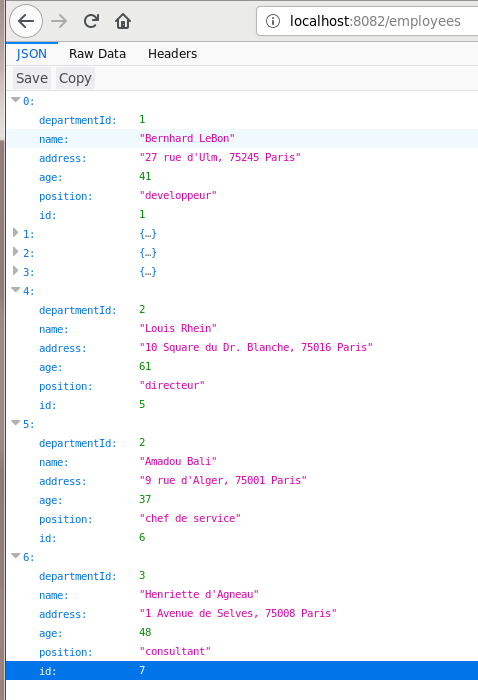 localhost:8082/employees
JSON Raw Data Headers
Save Copy
0:
departmentId: 1
name: "Bernhard LeBon"
address: "27 rue d'Ulm, 75245 Paris"
age: 41
position: "developpeur"
id: 1
1: {…}
2: {…}
3: {…}
4:
departmentId: 2
name: "Louis Rhein"
address: "10 Square du Dr. Blanche, 75016 Paris"
age: 61
position: "directeur"
id: 5
5:
departmentId: 2
name: "Amadou Bali"
address: "9 rue d'Alger, 75001 Paris"
age: 37
position: "chef de service"
id: 6
6:
departmentId: 3
name: "Henriette d'Agneau"
address: "1 Avenue de Selves, 75008 Paris"
age: 48
position: "consultant"
id: 7